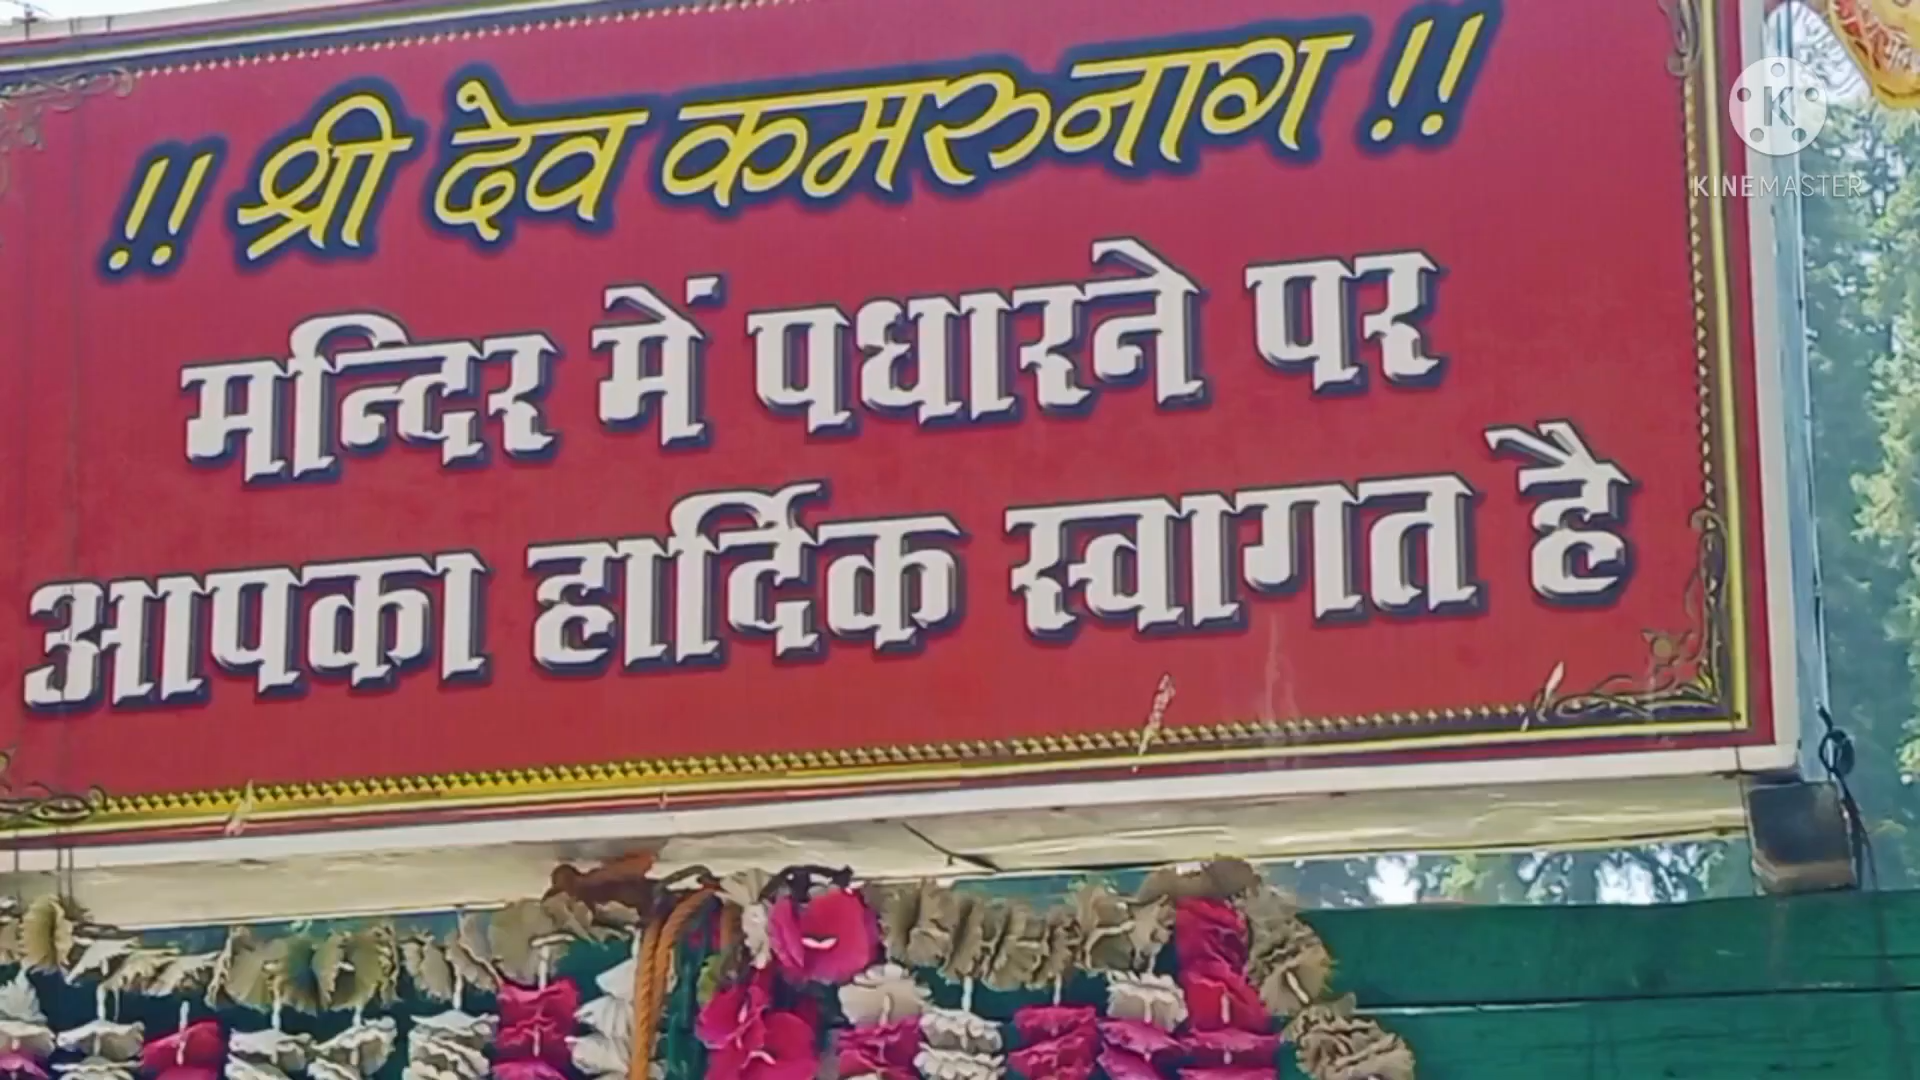 !! श्री देव कमरुनाग !!
मन्दिर में पधारने पर
आपका हार्दिक स्वागत है
KINEMASTER